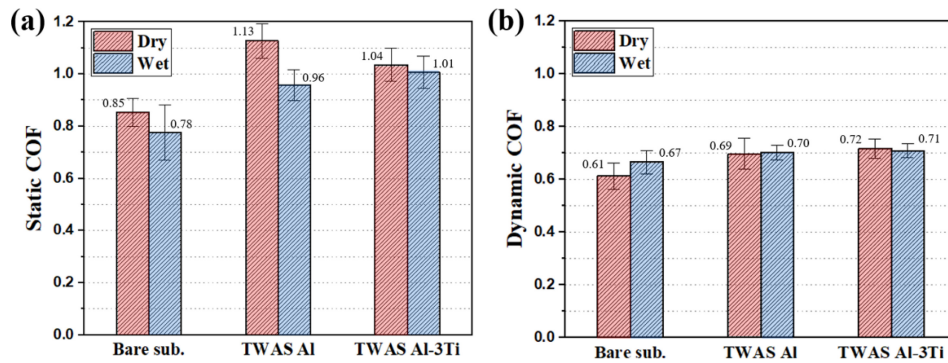 (a)
Static COF
1.2
1.0
0.8
0.6
0.4
0.2
0.0
Dry
Wet
0.85
0.78
1.13
0.96
1.04
1.01
Bare sub. TWAS Al TWAS Al-3Ti
(b)
Dynamic COF
1.2
1.0
0.8
0.6
0.4
0.2
0.0
Dry
Wet
0.61
0.67
0.69
0.70
0.72
0.71
Bare sub. TWAS Al TWAS Al-3Ti